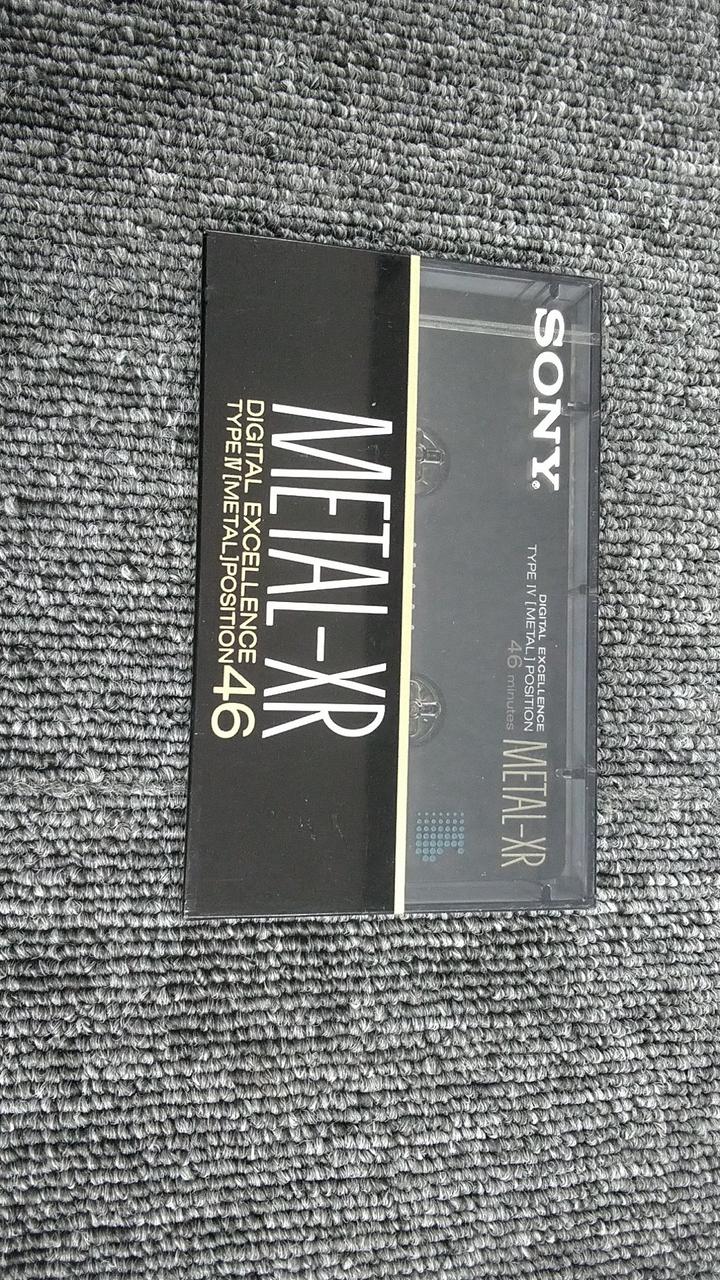 SONY®
DIGITAL EXCELLENCE
TYPE IV [METAL] POSITION
46 minutes
METAL-XR
METAL-XR
DIGITAL EXCELLENCE
TYPE IV [METAL] POSITION 46